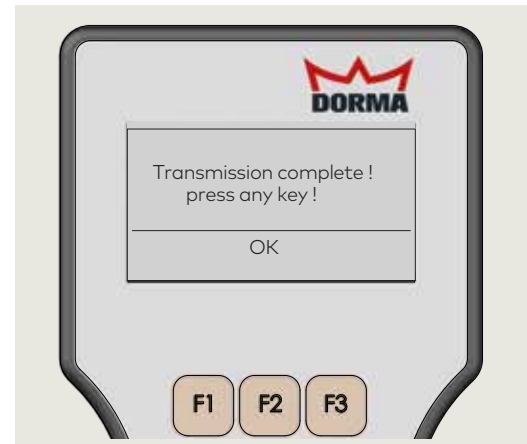 DORMA
Transmission complete !
press any key !
OK
F1 F2 F3